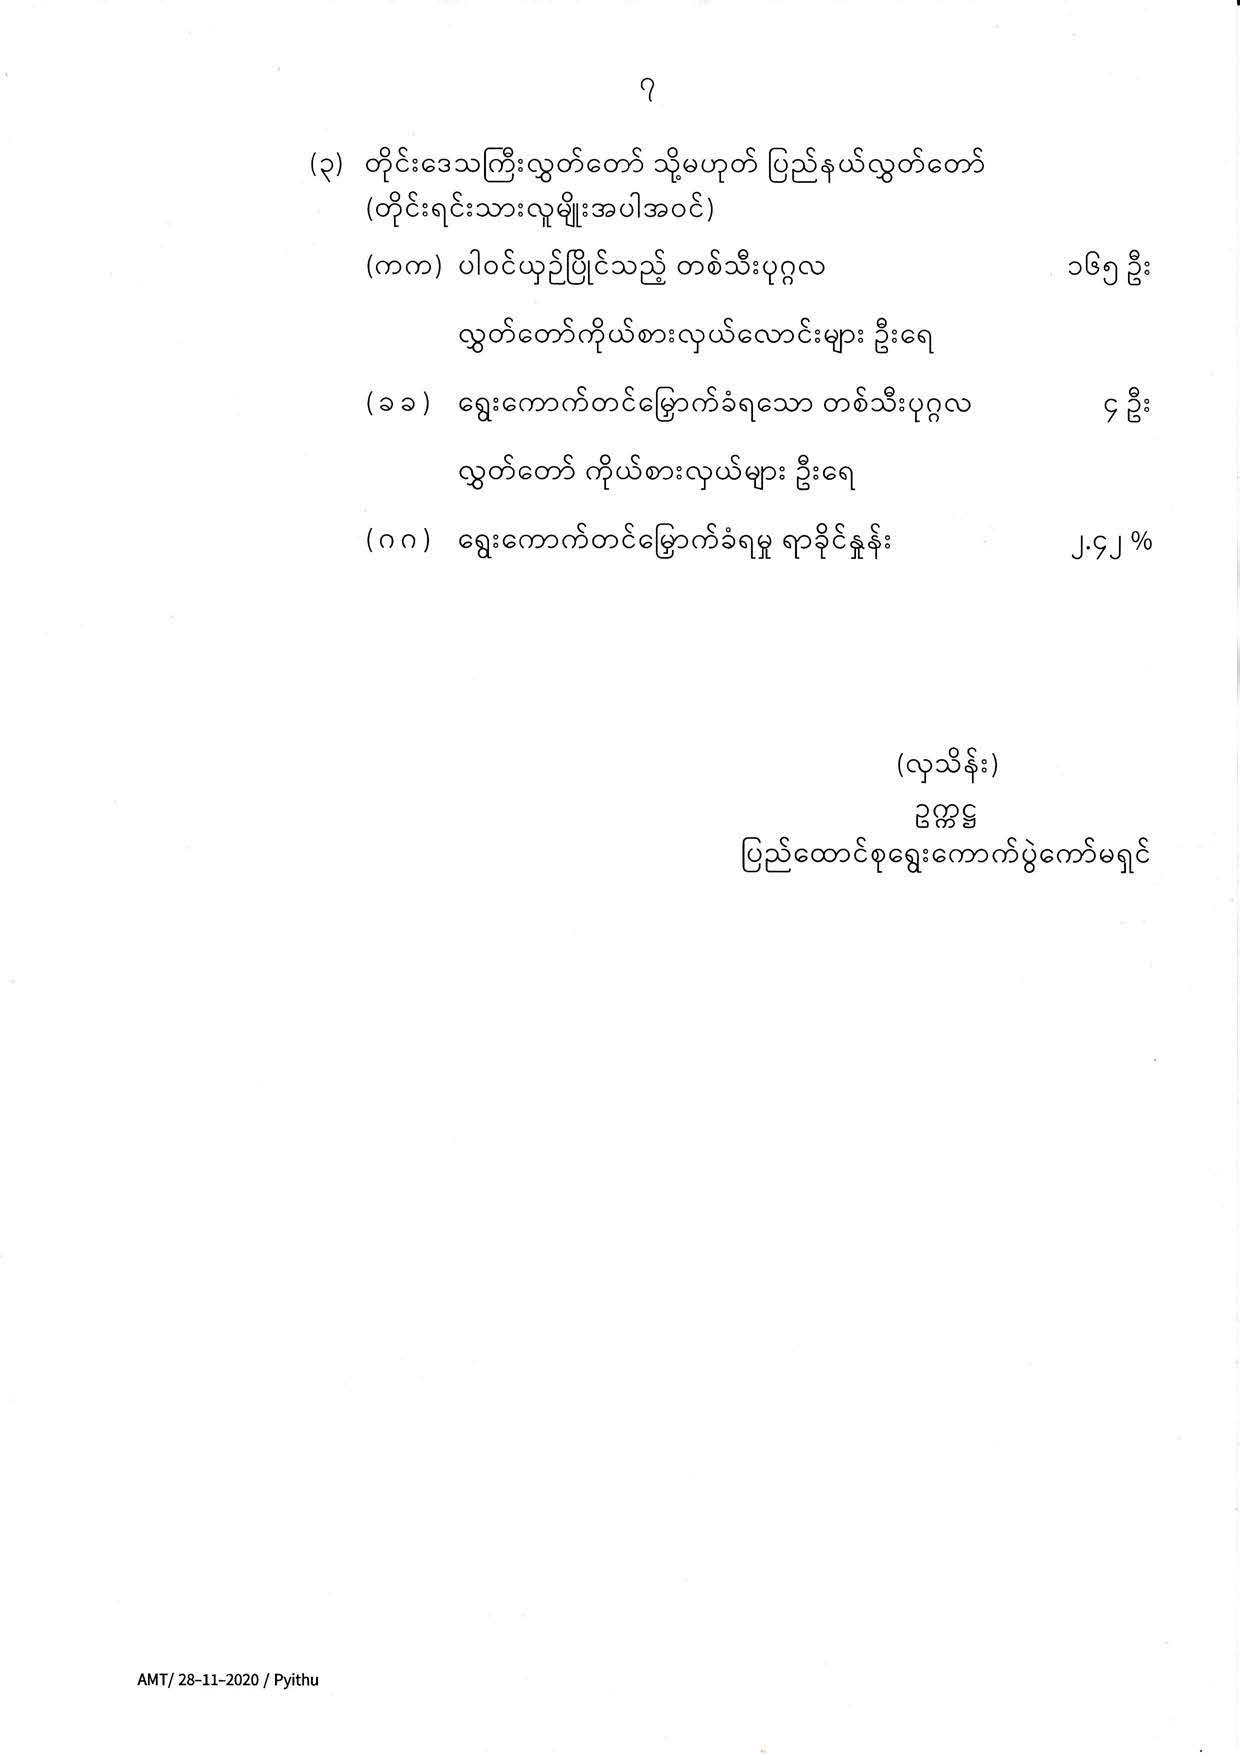 ၇
(၃) တိုင်းဒေသကြီးလွှတ်တော် သို့မဟုတ် ပြည်နယ်လွှတ်တော်
(တိုင်းရင်းသားလူမျိုးအပါအဝင်)
(ကက) ပါဝင်ယှဉ်ပြိုင်သည့် တစ်သီးပုဂ္ဂလ ၁၆၅ ဦး
လွှတ်တော်ကိုယ်စားလှယ်လောင်းများ ဦးရေ
(ခခ) ရွေးကောက်တင်မြှောက်ခံရသော တစ်သီးပုဂ္ဂလ ၄ ဦး
လွှတ်တော် ကိုယ်စားလှယ်များ ဦးရေ
(ဂဂ) ရွေးကောက်တင်မြှောက်ခံရမှု ရာခိုင်နှုန်း ၂.၄၂ %
(လှသိန်း)
ဥက္ကဋ္ဌ
ပြည်ထောင်စုရွေးကောက်ပွဲကော်မရှင်
AMT/ 28-11-2020 / Pyithu